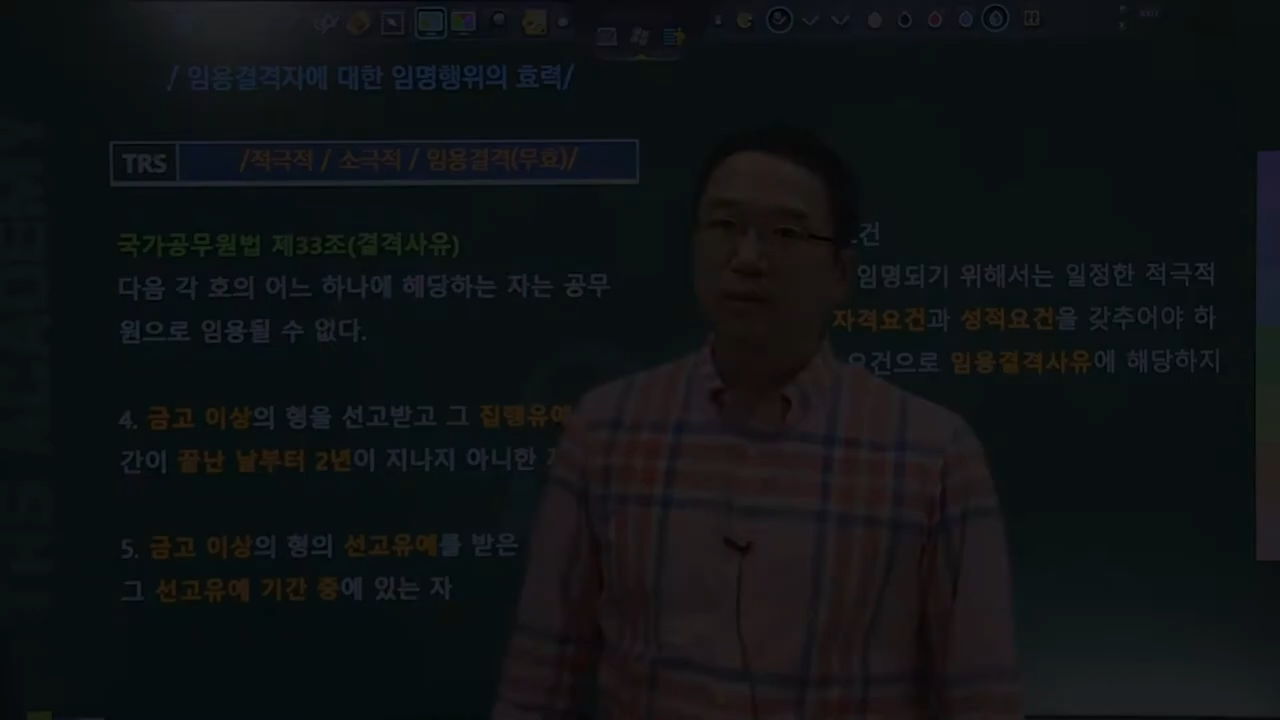 / 임용결격자에 대한 임명행위의 효력/
TRS
/적극적 / 소극적 / 임용결격(무효)/
국가공무원법 제33조(결격사유)
다음 각 호의 어느 하나에 해당하는 자는 공무
원으로 임용될 수 없다.
4. 금고 이상의 형을 선고받고 그 집행유예
간이 끝난 날부터 2년이 지나지 아니한
5. 금고 이상의 형의 선고유예를 받은
그 선고유예 기간 중에 있는 자
건
임명되기 위해서는 일정한 적극적
자격요건과 성적요건을 갖추어야 하
요건으로 임용결격사유에 해당하지